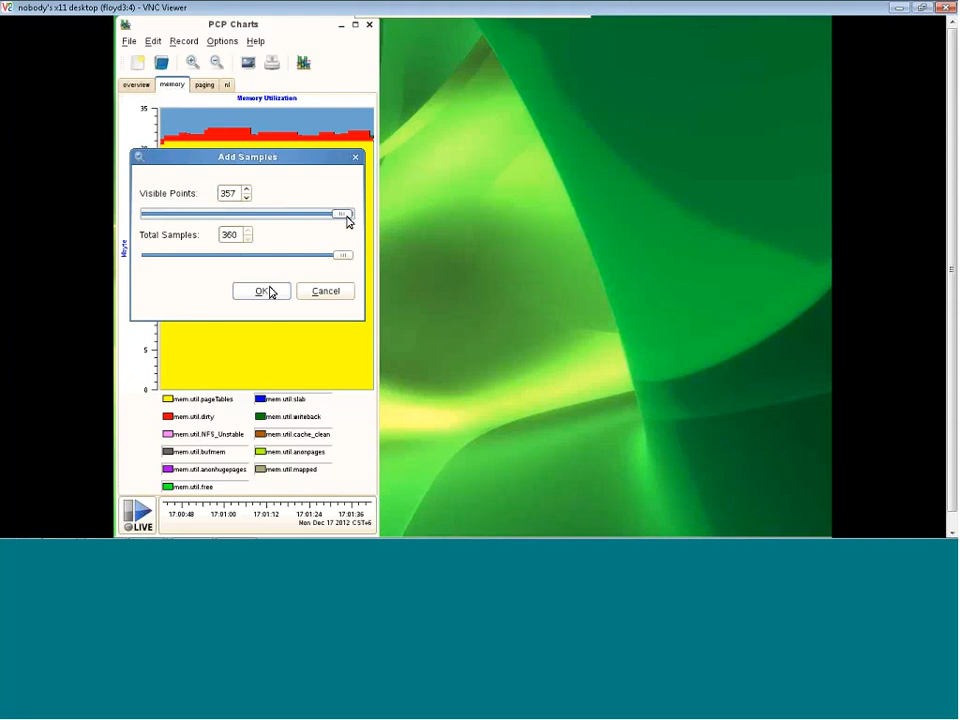 nobody's x11 desktop (floyd3:4) - VNC Viewer
PCP Charts
File Edit Record Options Help
overview memory paging nl
Memory Utilization
35
Add Samples
Visible Points: 357
Total Samples: 360
OK Cancel
Mbyte
5
0
mem.util.pageTables mem.util.slab
mem.util.dirty mem.util.writeback
mem.util.NFS_Unstable mem.util.cache_clean
mem.util.bufmem mem.util.anonpages
mem.util.anonhugepages mem.util.mapped
mem.util.free
LIVE
17:00:48 17:01:00 17:01:12 17:01:24 17:01:36
Mon Dec 17 2012 CST+6